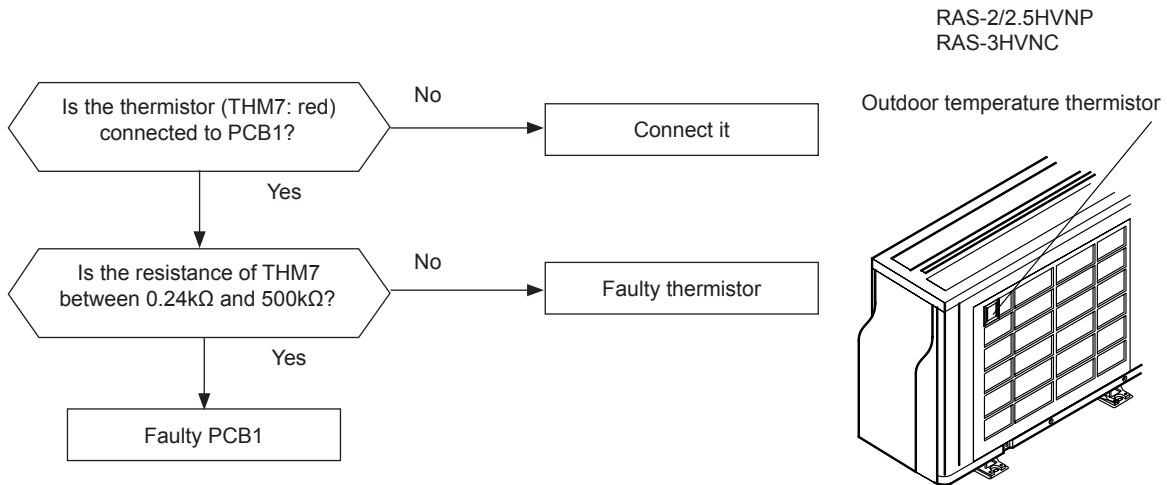 RAS-2/2.5HVNP
RAS-3HVNC
Is the thermistor (THM7: red)
connected to PCB1?
No
Connect it
Outdoor temperature thermistor
Yes
Is the resistance of THM7
between 0.24kΩ and 500kΩ?
No
Faulty thermistor
Yes
Faulty PCB1